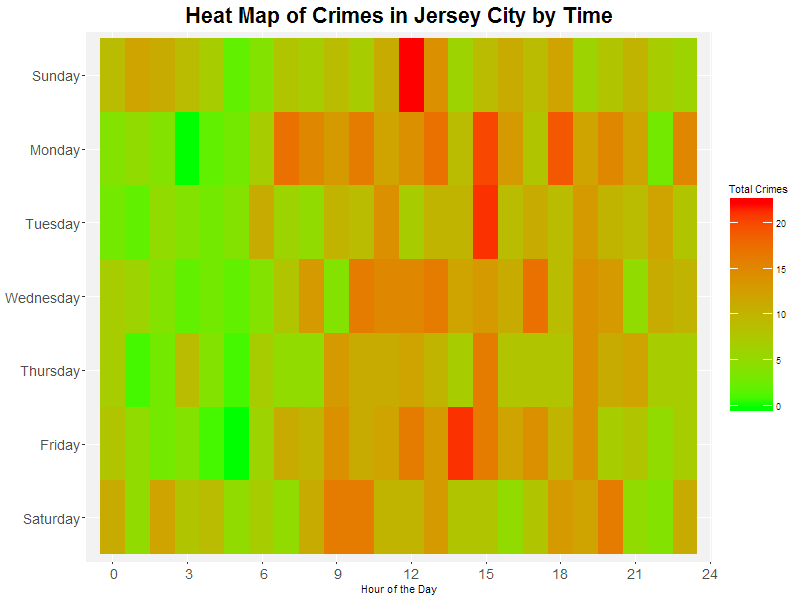 Heat Map of Crimes in Jersey City by Time
Sunday
Monday
Tuesday
Wednesday
Thursday
Friday
Saturday
0 3 6 9 12 15 18 21 24
Hour of the Day
Total Crimes
20
15
10
5
0